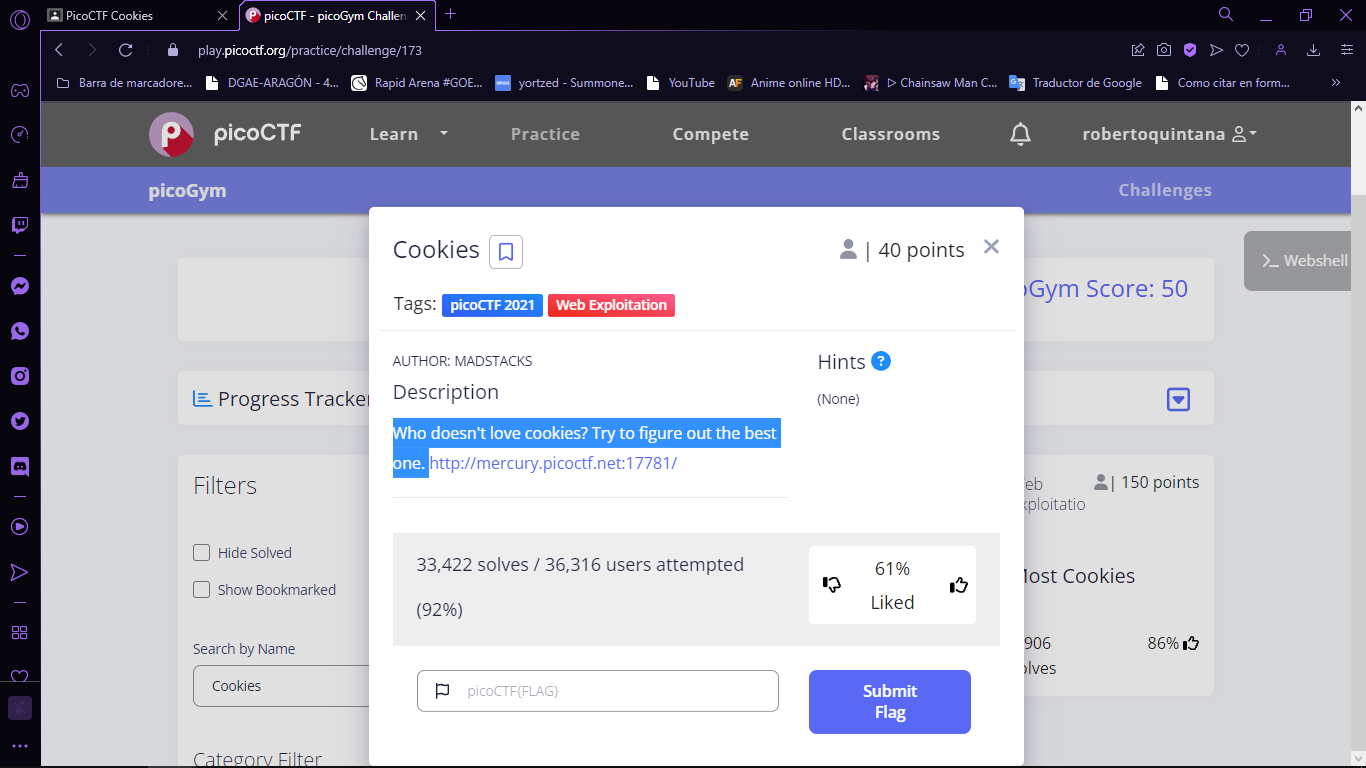 PicoCTF Cookies
picoCTF - picoGym Challen
play.picoctf.org/practice/challenge/173
Barra de marcadore...
DGAE-ARAGÓN - 4...
Rapid Arena #GOE...
yortzed - Summone...
YouTube
Anime online HD...
▷ Chainsaw Man C...
Traductor de Google
Como citar en form...
»
picoCTF
Learn
Practice
Compete
Classrooms
robertoquintana
picoGym
Challenges
Cookies
| 40 points
Webshell
Gym Score: 50
Tags: picoCTF 2021 Web Exploitation
AUTHOR: MADSTACKS
Description
Who doesn't love cookies? Try to figure out the best
one. http://mercury.picoctf.net:17781/
Hints ?
(None)
Progress Tracker
Filters
Hide Solved
Show Bookmarked
Search by Name
Cookies
Category Filter
33,422 solves / 36,316 users attempted
(92%)
61%
Liked
picoCTF{FLAG}
Submit
Flag
eb
xploitatio
| 150 points
Most Cookies
906
olves
86%